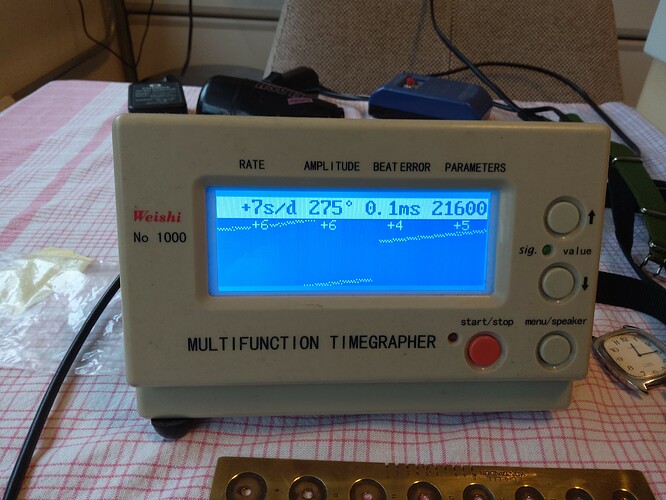 RATE AMPLITUDE BEAT ERROR PARAMETERS
+7s/d 275° 0.1ms 21600
+6 +6 +4 +5
Weishi
No 1000
sig. value
start/stop menu/speaker
MULTIFUNCTION TIMEGRAPHER